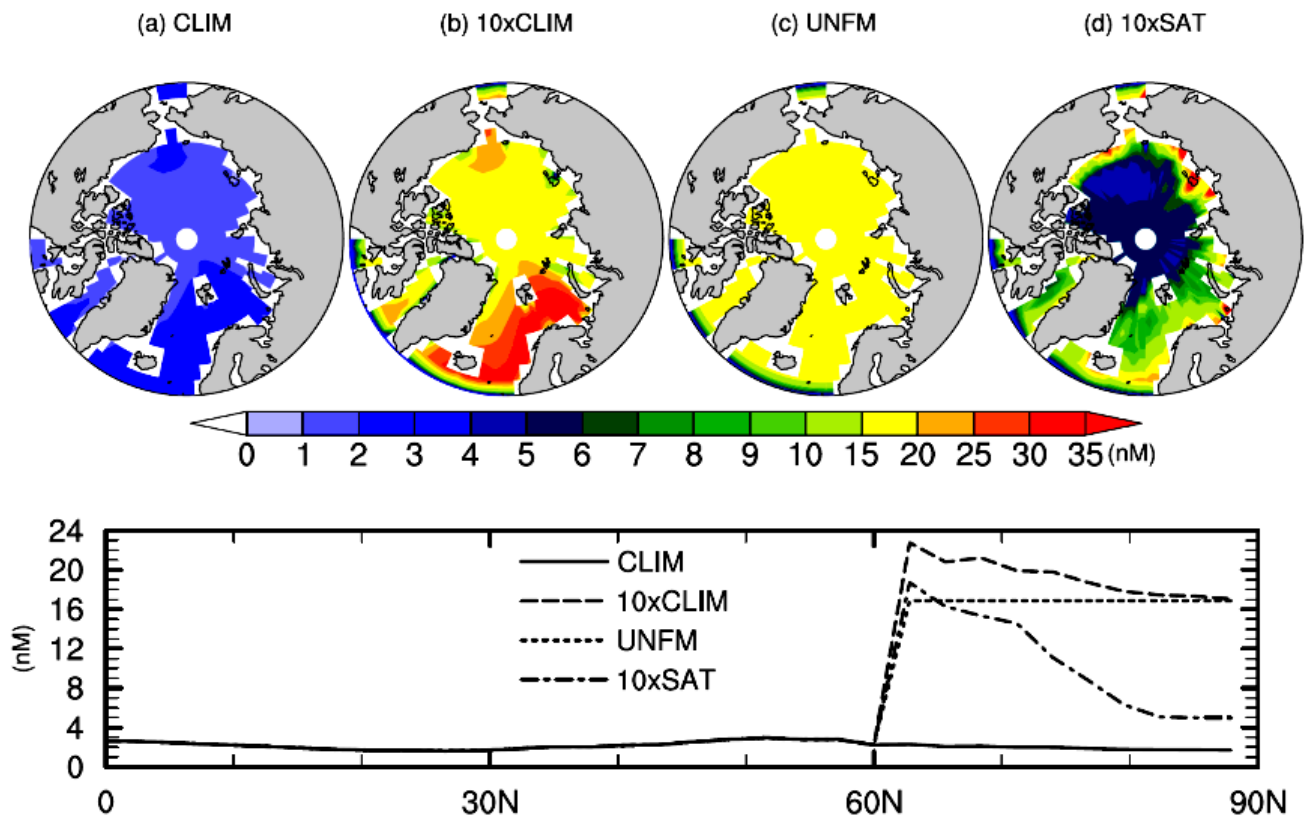 (a) CLIM (b) 10xCLIM (c) UNFM (d) 10xSAT
0 1 2 3 4 5 6 7 8 9 10 15 20 25 30 35 (nM)
24
20
16
12
8
4
0
(nM)
CLIM
10xCLIM
UNFM
10xSAT
0 30N 60N 90N